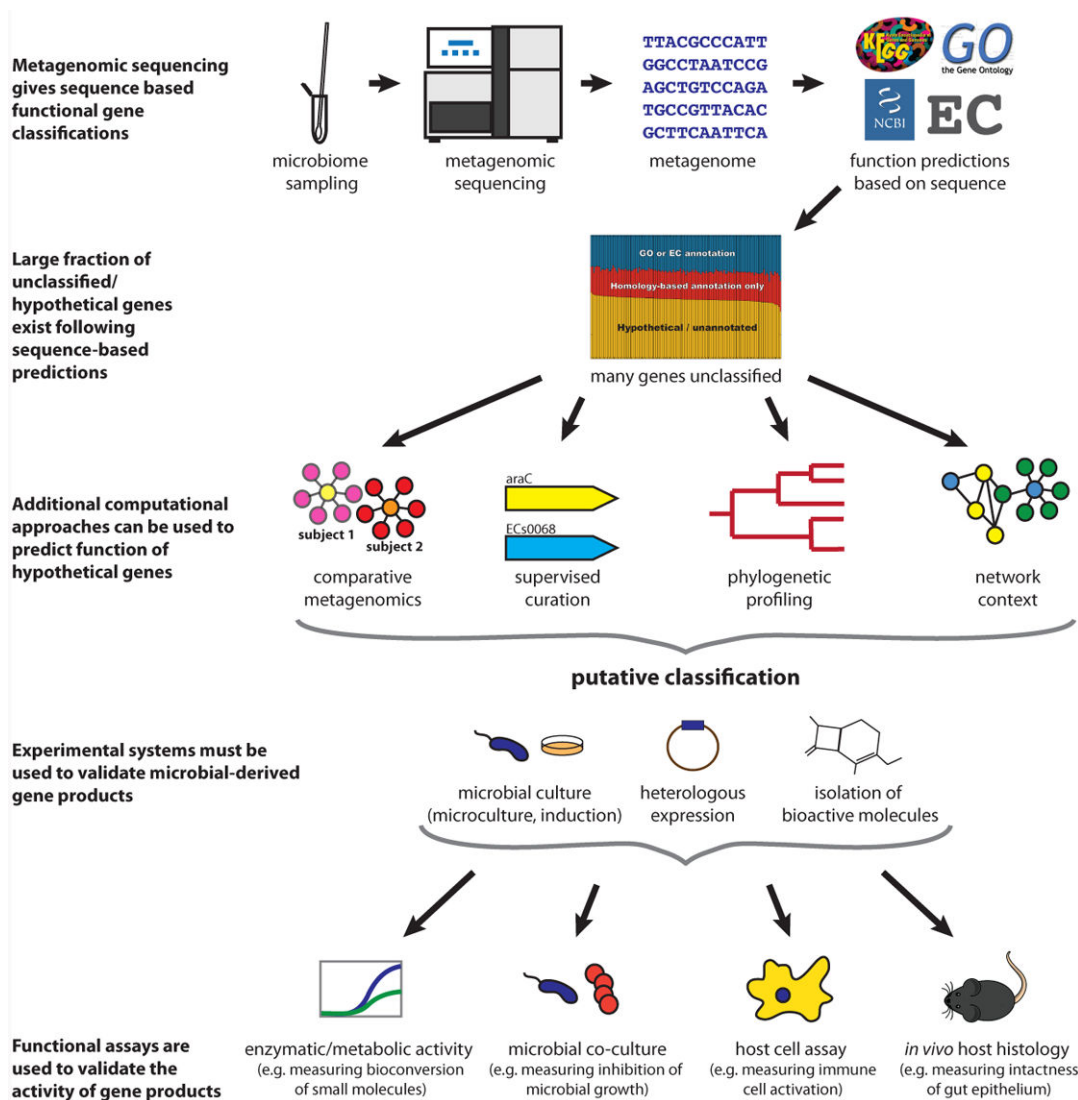 Metagenomic sequencing
gives sequence based
functional gene
classifications
microbiome
sampling
metagenomic
sequencing
TTACGCCCATT
GGCCTAATCCG
AGCTGTCCAGA
TGCCGTTACAC
GCTTCAATTCA
metagenome
KEGG
GO
the Gene Ontology
NCBI
EC
function predictions
based on sequence
Large fraction of
unclassified/
hypothetical genes
exist following
sequence-based
predictions
GO or EC annotation
Homology-based annotation only
Hypothetical / unannotated
many genes unclassified
Additional computational
approaches can be used to
predict function of
hypothetical genes
subject 1
subject 2
comparative
metagenomics
araC
ECs0068
supervised
curation
phylogenetic
profiling
network
context
putative classification
Experimental systems must be
used to validate microbial-derived
gene products
microbial culture
(microculture, induction)
heterologous
expression
isolation of
bioactive molecules
Functional assays are
used to validate the
activity of gene products
enzymatic/metabolic activity
(e.g. measuring bioconversion
of small molecules)
microbial co-culture
(e.g. measuring inhibition of
microbial growth)
host cell assay
(e.g. measuring immune
cell activation)
in vivo host histology
(e.g. measuring intactness
of gut epithelium)